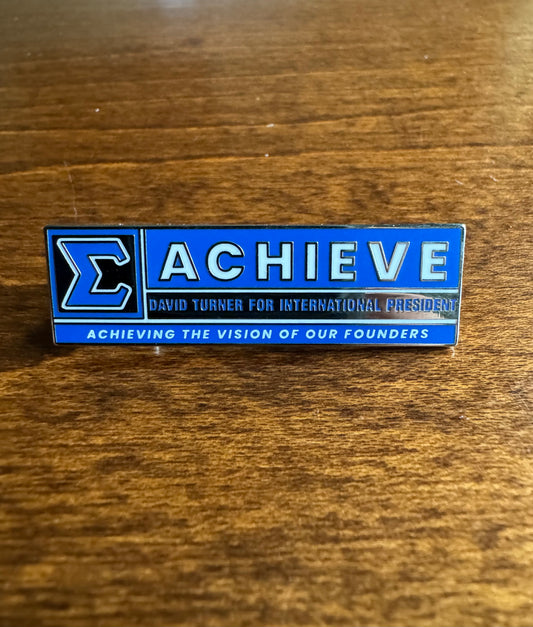 Σ ACHIEVE
DAVID TURNER FOR INTERNATIONAL PRESIDENT
ACHIEVING THE VISION OF OUR FOUNDERS